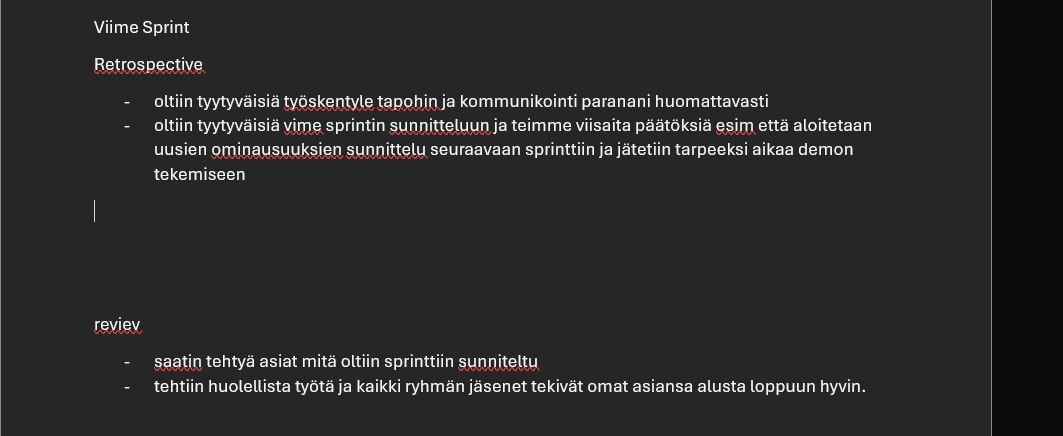 Viime Sprint
Retrospective
- oltiin tyytyväisiä työskentyle tapohin ja kommunikointi paranani huomattavasti
- oltiin tyytyväisiä vime sprintin sunnitteluun ja teimme viisaita päätöksiä esim että aloitetaan
uusien ominausuuksien sunnittelu seuraavaan sprinttiin ja jätetiin tarpeeksi aikaa demon
tekemiseen
reviev
- saatin tehtyä asiat mitä oltiin sprinttiin sunniteltu
- tehtiin huolellista työtä ja kaikki ryhmän jäsenet tekivät omat asiansa alusta loppuun hyvin.